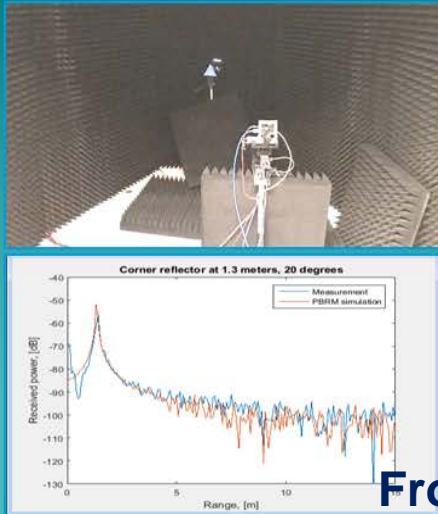 Corner reflector at 1.3 meters, 20 degrees
Measurement
PBRM simulation
Received power, [dB]
-40
-50
-60
-70
-80
-90
-100
-110
-120
-130
0
5
10
15
Range, [m]
Fro